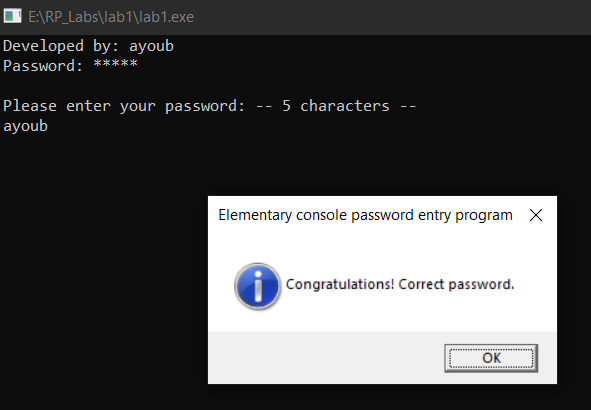 E:\RP_Labs\lab1\lab1.exe
Developed by: ayoub
Password: *****
Please enter your password: -- 5 characters --
ayoub
Elementary console password entry program
Congratulations! Correct password.
OK